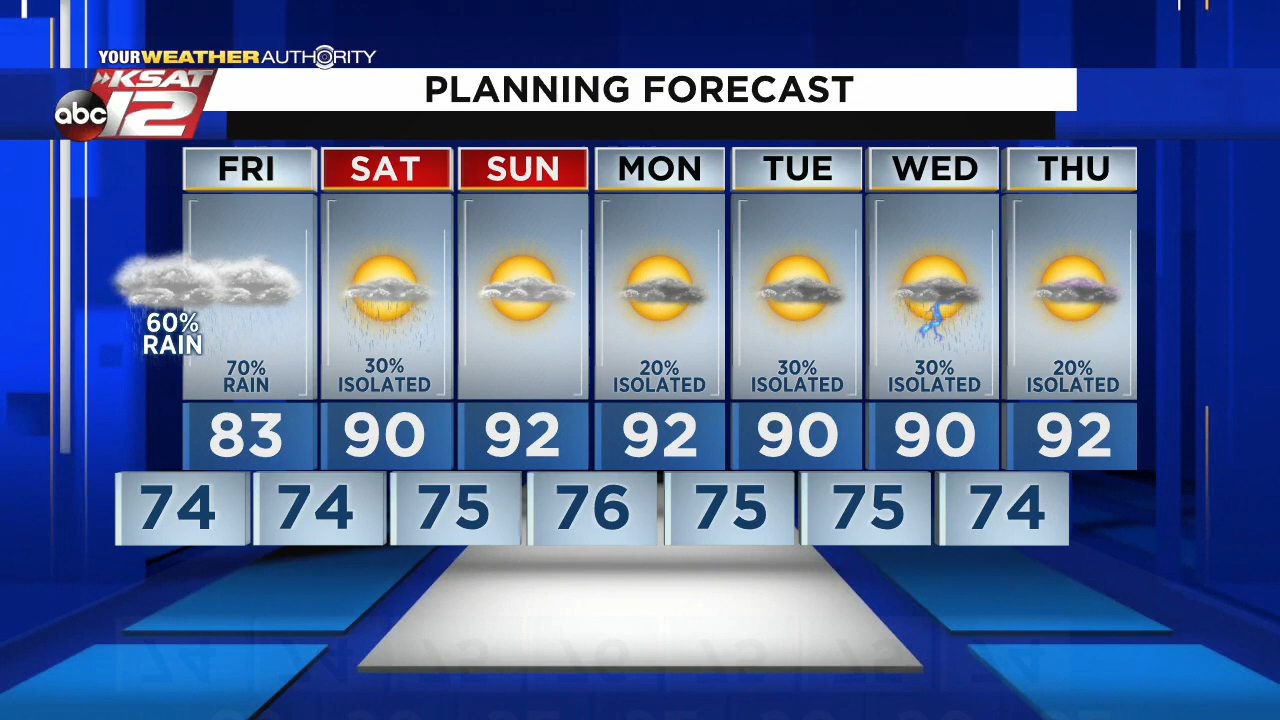 YOURWEATHERAUTHORITY
KSAT
abc 12
PLANNING FORECAST
FRI SAT SUN MON TUE WED THU
60%
RAIN
70%
RAIN
30%
ISOLATED
20%
ISOLATED
30%
ISOLATED
30%
ISOLATED
20%
ISOLATED
83 90 92 92 90 90 92
74 74 75 76 75 75 74